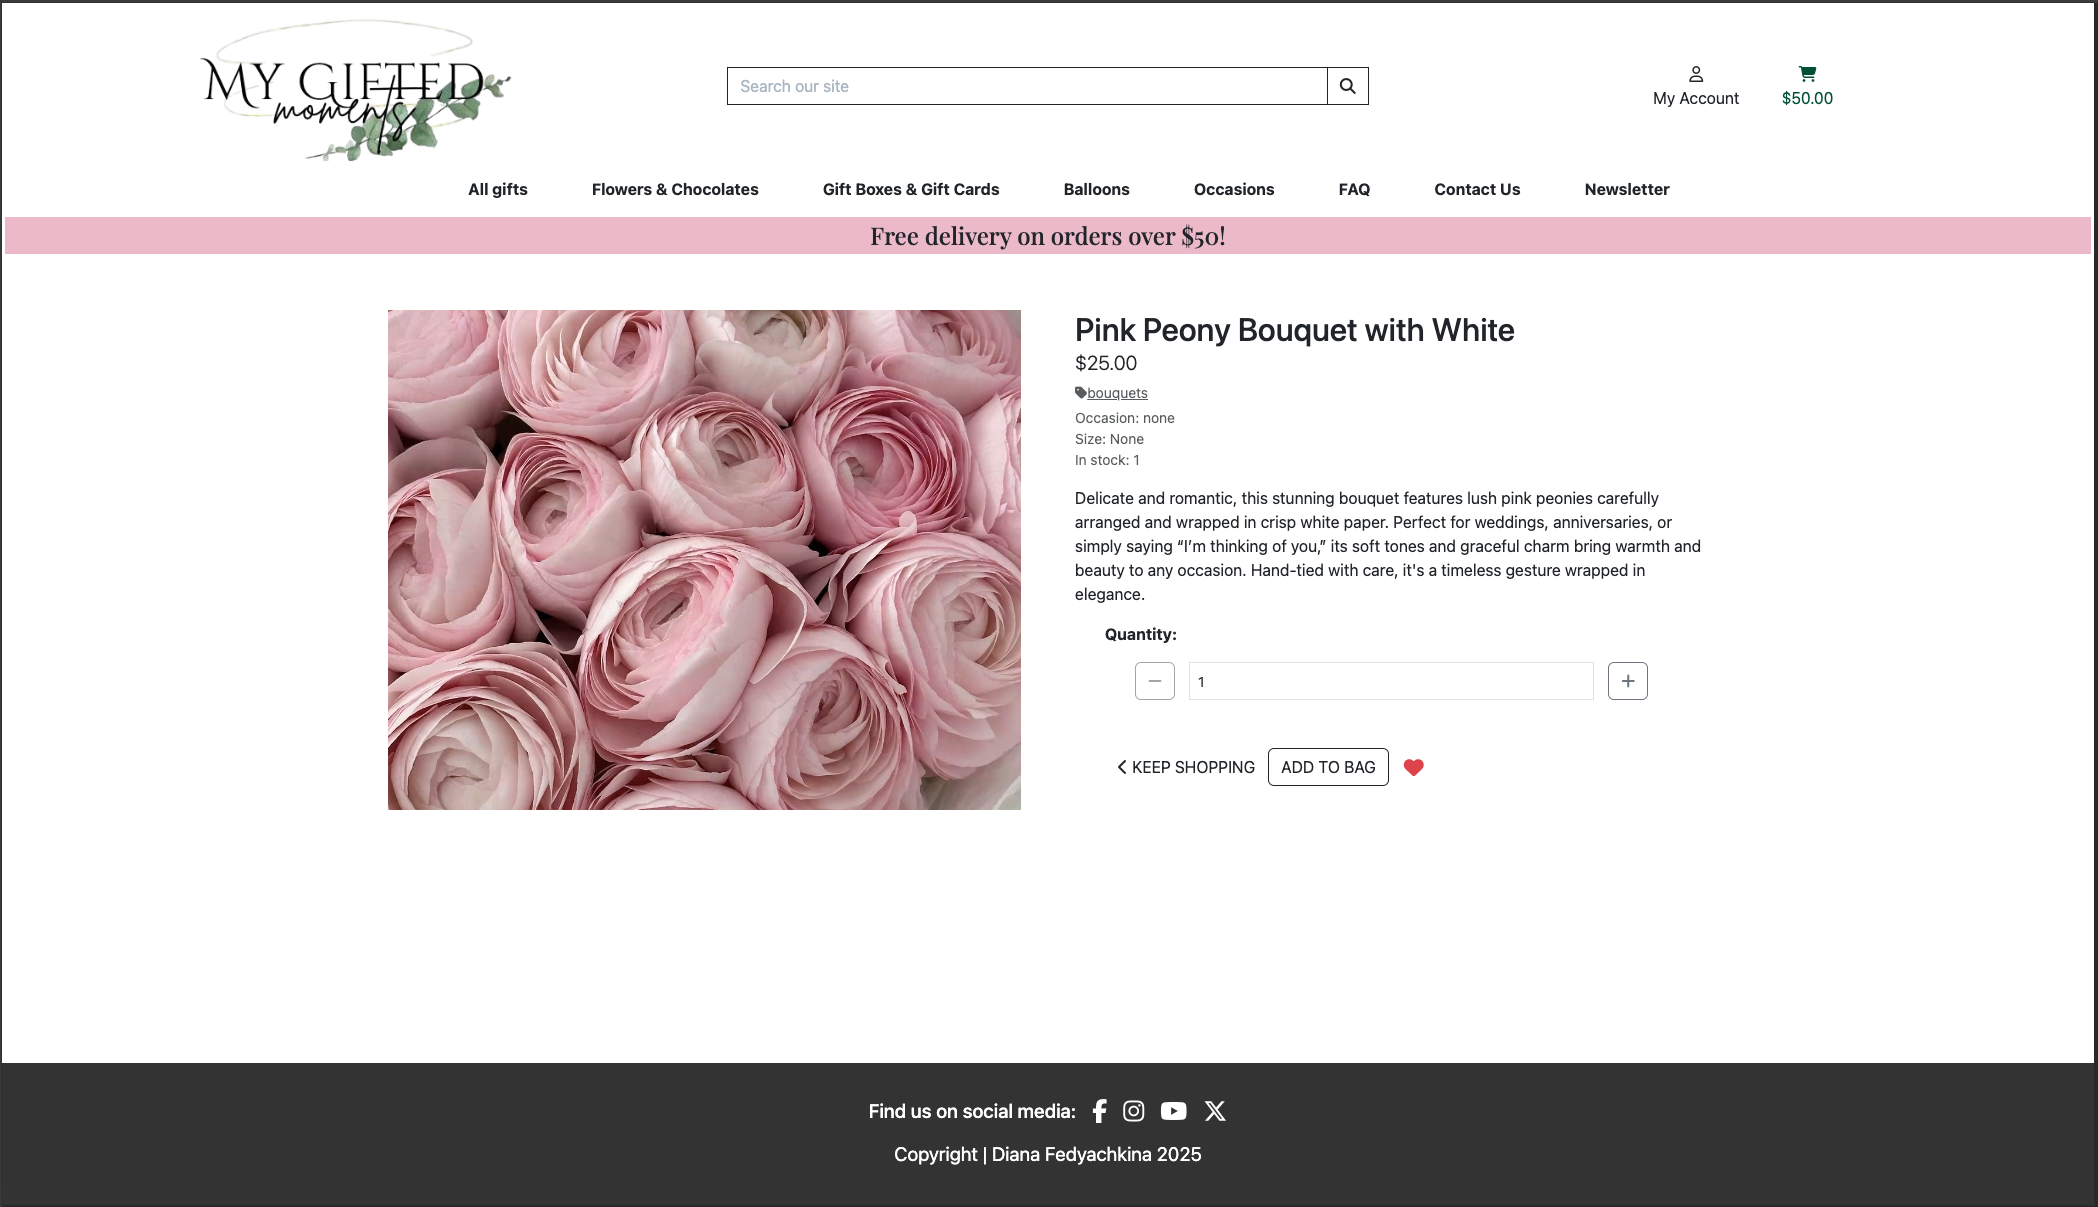 MY GIFTED
moments
Search our site
My Account
$50.00
All gifts
Flowers & Chocolates
Gift Boxes & Gift Cards
Balloons
Occasions
FAQ
Contact Us
Newsletter
Free delivery on orders over $50!
Pink Peony Bouquet with White
$25.00
bouquets
Occasion: none
Size: None
In stock: 1
Delicate and romantic, this stunning bouquet features lush pink peonies carefully
arranged and wrapped in crisp white paper. Perfect for weddings, anniversaries, or
simply saying “I’m thinking of you,” its soft tones and graceful charm bring warmth and
beauty to any occasion. Hand-tied with care, it's a timeless gesture wrapped in
elegance.
Quantity:
1
KEEP SHOPPING
ADD TO BAG
Find us on social media:
Copyright | Diana Fedyachkina 2025